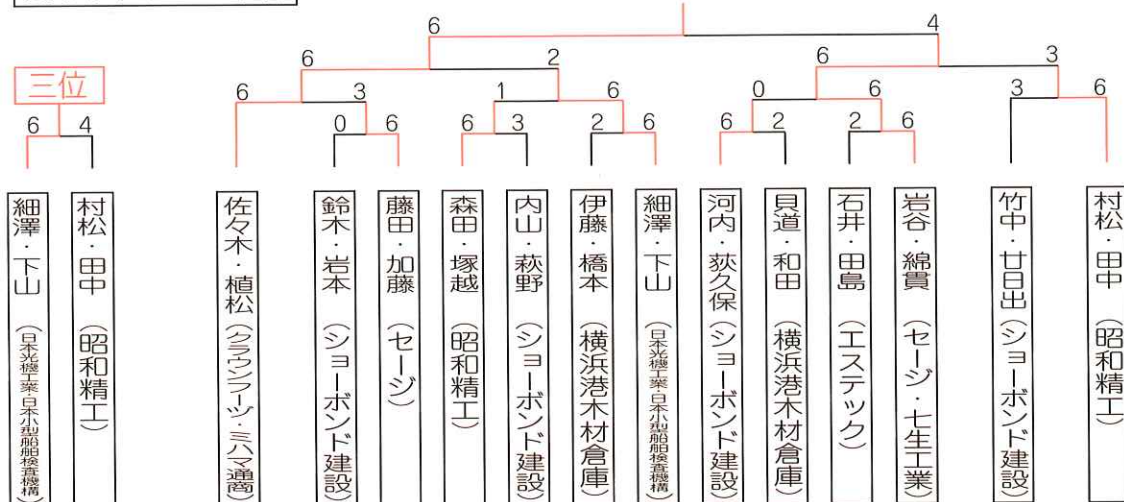 6 4
6 2 6 3
三位
6 3 1 6 0 6 3 6
6 4 0 6 6 3 2 6 6 2 2 6
細澤・下山 (日本光機工業・日本小型船舶検査機構)
村松・田中 (昭和精工)
佐々木・植松 (クラウンラーゲ・ミハマ通商)
鈴木・岩本 (ショーボンド建設)
藤田・加藤 (セージ)
森田・塚越 (昭和精工)
内山・萩野 (ショーボンド建設)
伊藤・橋本 (横浜港木材倉庫)
細澤・下山 (日本光機工業・日本小型船舶検査機構)
河内・荻久保 (ショーボンド建設)
貝道・和田 (横浜港木材倉庫)
石井・田島 (エステック)
岩谷・綿貫 (セージ・七生工業)
竹中・廿日出 (ショーボンド建設)
村松・田中 (昭和精工)